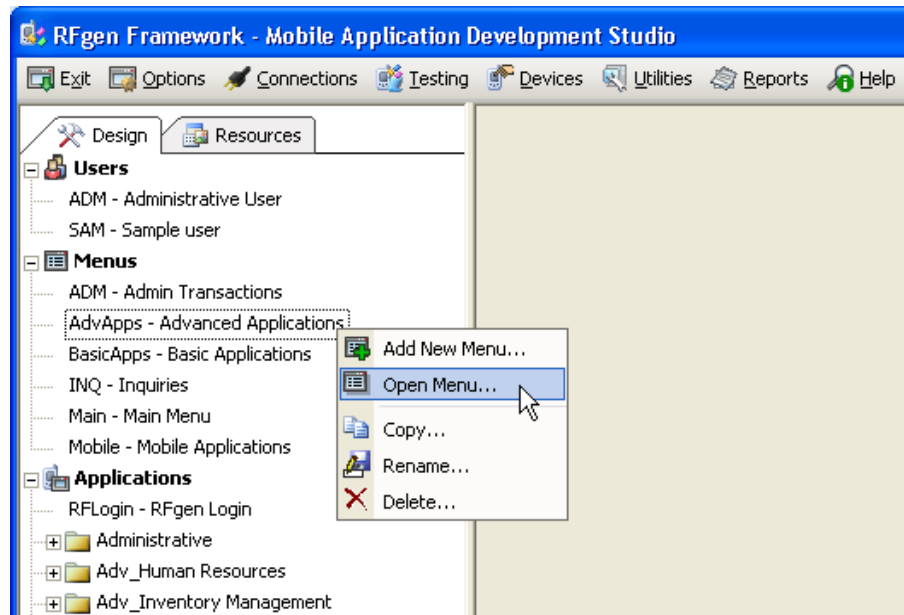 RFgen Framework - Mobile Application Development Studio
Exit Options Connections Testing Devices Utilities Reports Help
Design Resources
Users
ADM - Administrative User
SAM - Sample user
Menus
ADM - Admin Transactions
AdvApps - Advanced Applications
BasicApps - Basic Applications
INQ - Inquiries
Main - Main Menu
Mobile - Mobile Applications
Applications
RFLogin - RFgen Login
Administrative
Adv_Human Resources
Adv_Inventory Management
Add New Menu...
Open Menu...
Copy...
Rename...
Delete...